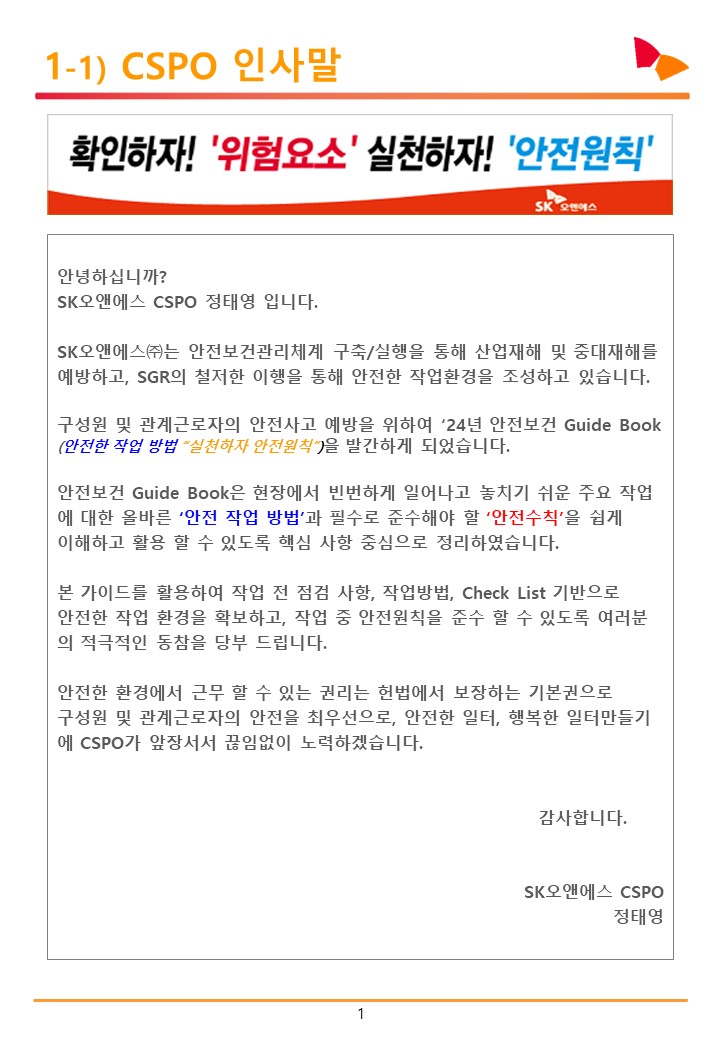 1-1) CSPO 인사말
확인하자! '위험요소' 실천하자! '안전원칙'
SK 오앤에스
안녕하십니까?
SK오앤에스 CSPO 정태영 입니다.
SK오앤에스㈜는 안전보건관리체계 구축/실행을 통해 산업재해 및 중대재해를
예방하고, SGR의 철저한 이행을 통해 안전한 작업환경을 조성하고 있습니다.
구성원 및 관계근로자의 안전사고 예방을 위하여 ‘24년 안전보건 Guide Book
(안전한 작업 방법 “실천하자 안전원칙”)을 발간하게 되었습니다.
안전보건 Guide Book은 현장에서 빈번하게 일어나고 놓치기 쉬운 주요 작업
에 대한 올바른 ‘안전 작업 방법’과 필수로 준수해야 할 ‘안전수칙’을 쉽게
이해하고 활용 할 수 있도록 핵심 사항 중심으로 정리하였습니다.
본 가이드를 활용하여 작업 전 점검 사항, 작업방법, Check List 기반으로
안전한 작업 환경을 확보하고, 작업 중 안전원칙을 준수 할 수 있도록 여러분
의 적극적인 동참을 당부 드립니다.
안전한 환경에서 근무 할 수 있는 권리는 헌법에서 보장하는 기본권으로
구성원 및 관계근로자의 안전을 최우선으로, 안전한 일터, 행복한 일터만들기
에 CSPO가 앞장서서 끊임없이 노력하겠습니다.
감사합니다.
SK오앤에스 CSPO
정태영
1